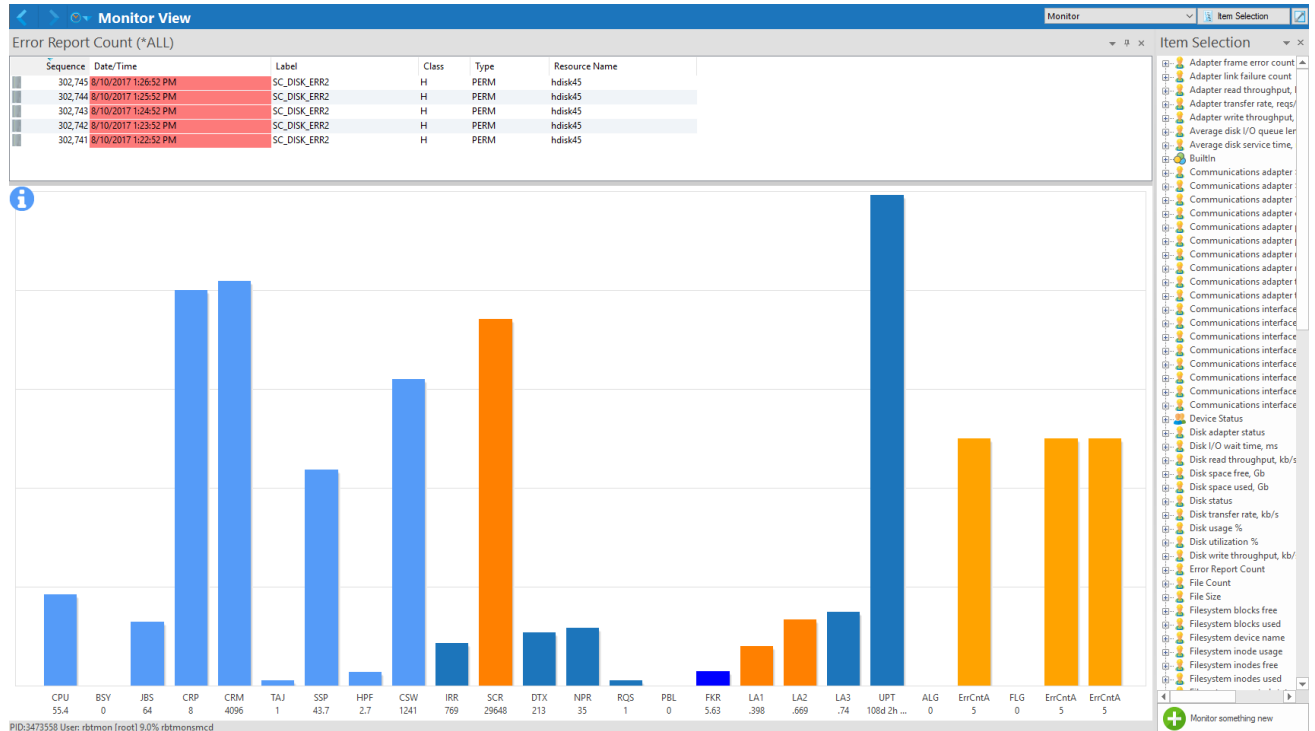 Monitor View
Monitor
Item Selection
Error Report Count (*ALL)
Item Selection
Sequence Date/Time Label Class Type Resource Name
302,745 8/10/2017 1:26:52 PM SC_DISK_ERR2 H PERM hdisk45
302,744 8/10/2017 1:25:52 PM SC_DISK_ERR2 H PERM hdisk45
302,743 8/10/2017 1:24:52 PM SC_DISK_ERR2 H PERM hdisk45
302,742 8/10/2017 1:23:52 PM SC_DISK_ERR2 H PERM hdisk45
302,741 8/10/2017 1:22:52 PM SC_DISK_ERR2 H PERM hdisk45
CPU BSY JBS CRP CRM TAJ SSP HPF CSW IRR SCR DTX NPR RQS PBL FKR LA1 LA2 LA3 UPT ALG ErrCntA FLG ErrCntA ErrCntA
55.4 0 64 8 4096 1 43.7 2.7 1241 769 29648 213 35 1 0 5.63 .398 .669 .74 108d 2h ... 0 5 0 5 5
PID:3473558 User: rbtmon [root] 9.0% rbtmonsmcd
Adapter frame error count
Adapter link failure count
Adapter read throughput,
Adapter transfer rate, reqs/
Adapter write throughput,
Average disk I/O queue len
Average disk service time,
BuiltIn
Communications adapter
Communications adapter
Communications adapter
Communications adapter
Communications adapter
Communications adapter
Communications adapter
Communications adapter
Communications adapter
Communications adapter
Communications interface
Communications interface
Communications interface
Communications interface
Communications interface
Communications interface
Communications interface
Communications interface
Device Status
Disk adapter status
Disk I/O wait time, ms
Disk read throughput, kb/s
Disk space free, Gb
Disk space used, Gb
Disk status
Disk transfer rate, kb/s
Disk usage %
Disk utilization %
Disk write throughput, kb/
Error Report Count
File Count
File Size
Filesystem blocks free
Filesystem blocks used
Filesystem device name
Filesystem inode usage
Filesystem inodes free
Filesystem inodes used
Monitor something new